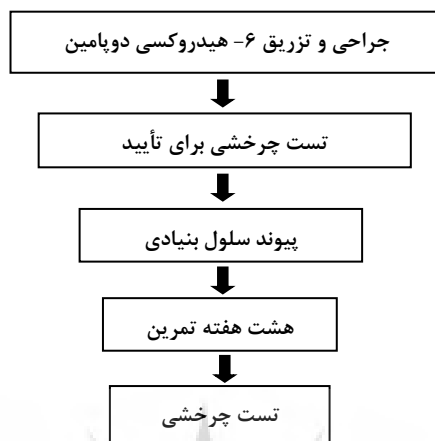 جراحی و تزریق ۶- هیدروکسی دوپامین
تست چرخشی برای تأیید
پیوند سلول بنیادی
هشت هفته تمرین
تست چرخشی